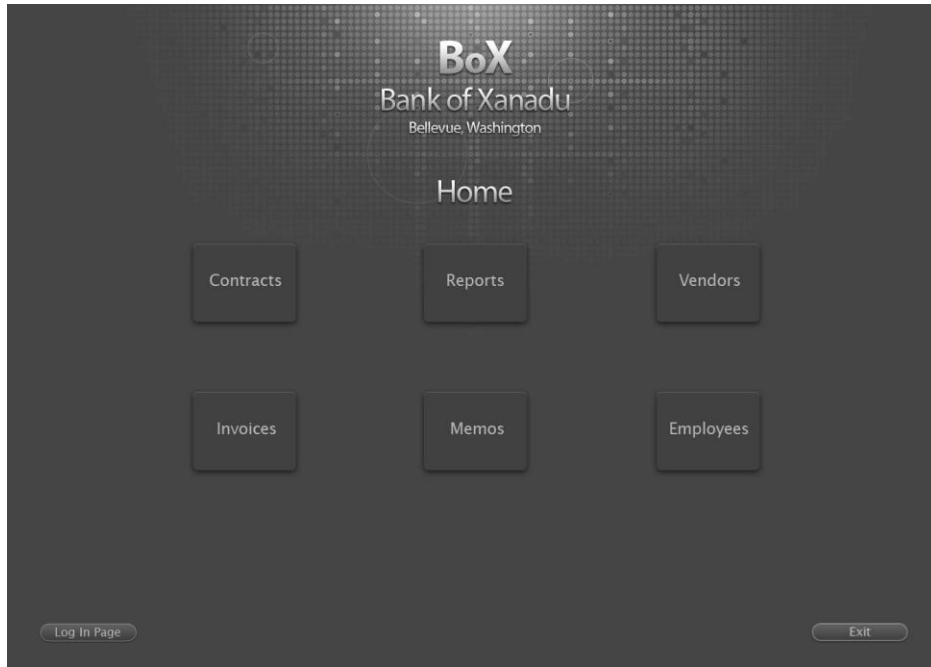 BoX
Bank of Xanadu
Bellevue, Washington
Home
Contracts
Reports
Vendors
Invoices
Memos
Employees
Log In Page
Exit